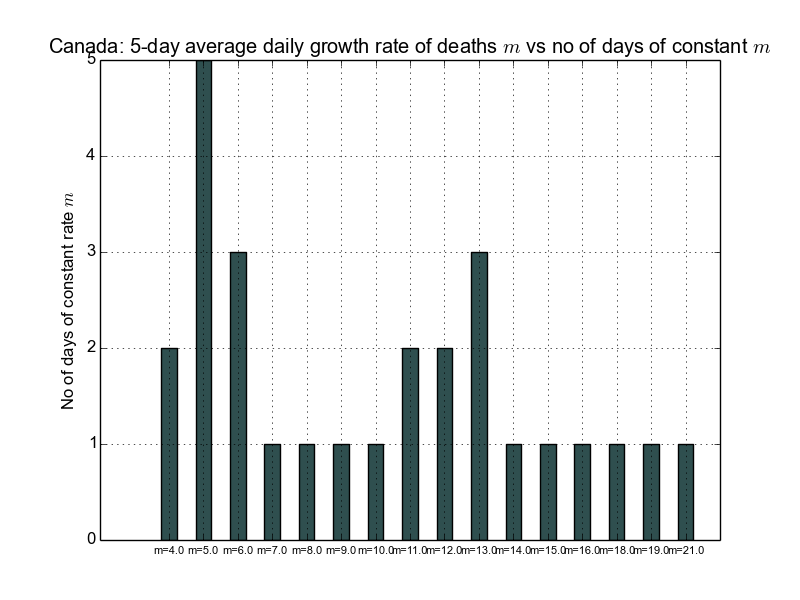 Canada: 5-day average daily growth rate of deaths m vs no of days of constant m
No of days of constant rate m
5
4
3
2
1
0
m=4.0 m=5.0 m=6.0 m=7.0 m=8.0 m=9.0 m=10.0 m=11.0 m=12.0 m=13.0 m=14.0 m=15.0 m=16.0 m=18.0 m=19.0 m=21.0